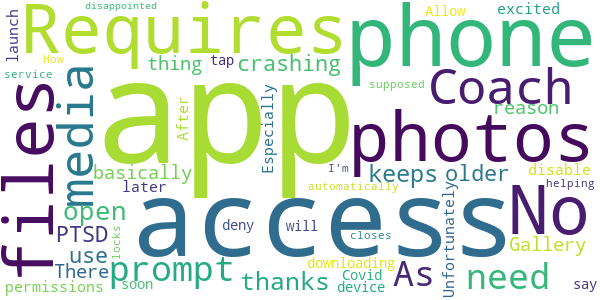 disappointed
Requires
phone
Allow
excited
launch
thing
tap
crashing
app
Coach
reason
files
media
After
Especially
photos
service
How
supposed
basically
I'm
keeps
older
disable
later
automatically
helping
No
open
PTSD
use
There
locks
access
deny
will
closes
Unfortunately
Gallery
prompt
thanks
downloading
Covid
device
As
need
permissions
soon
say